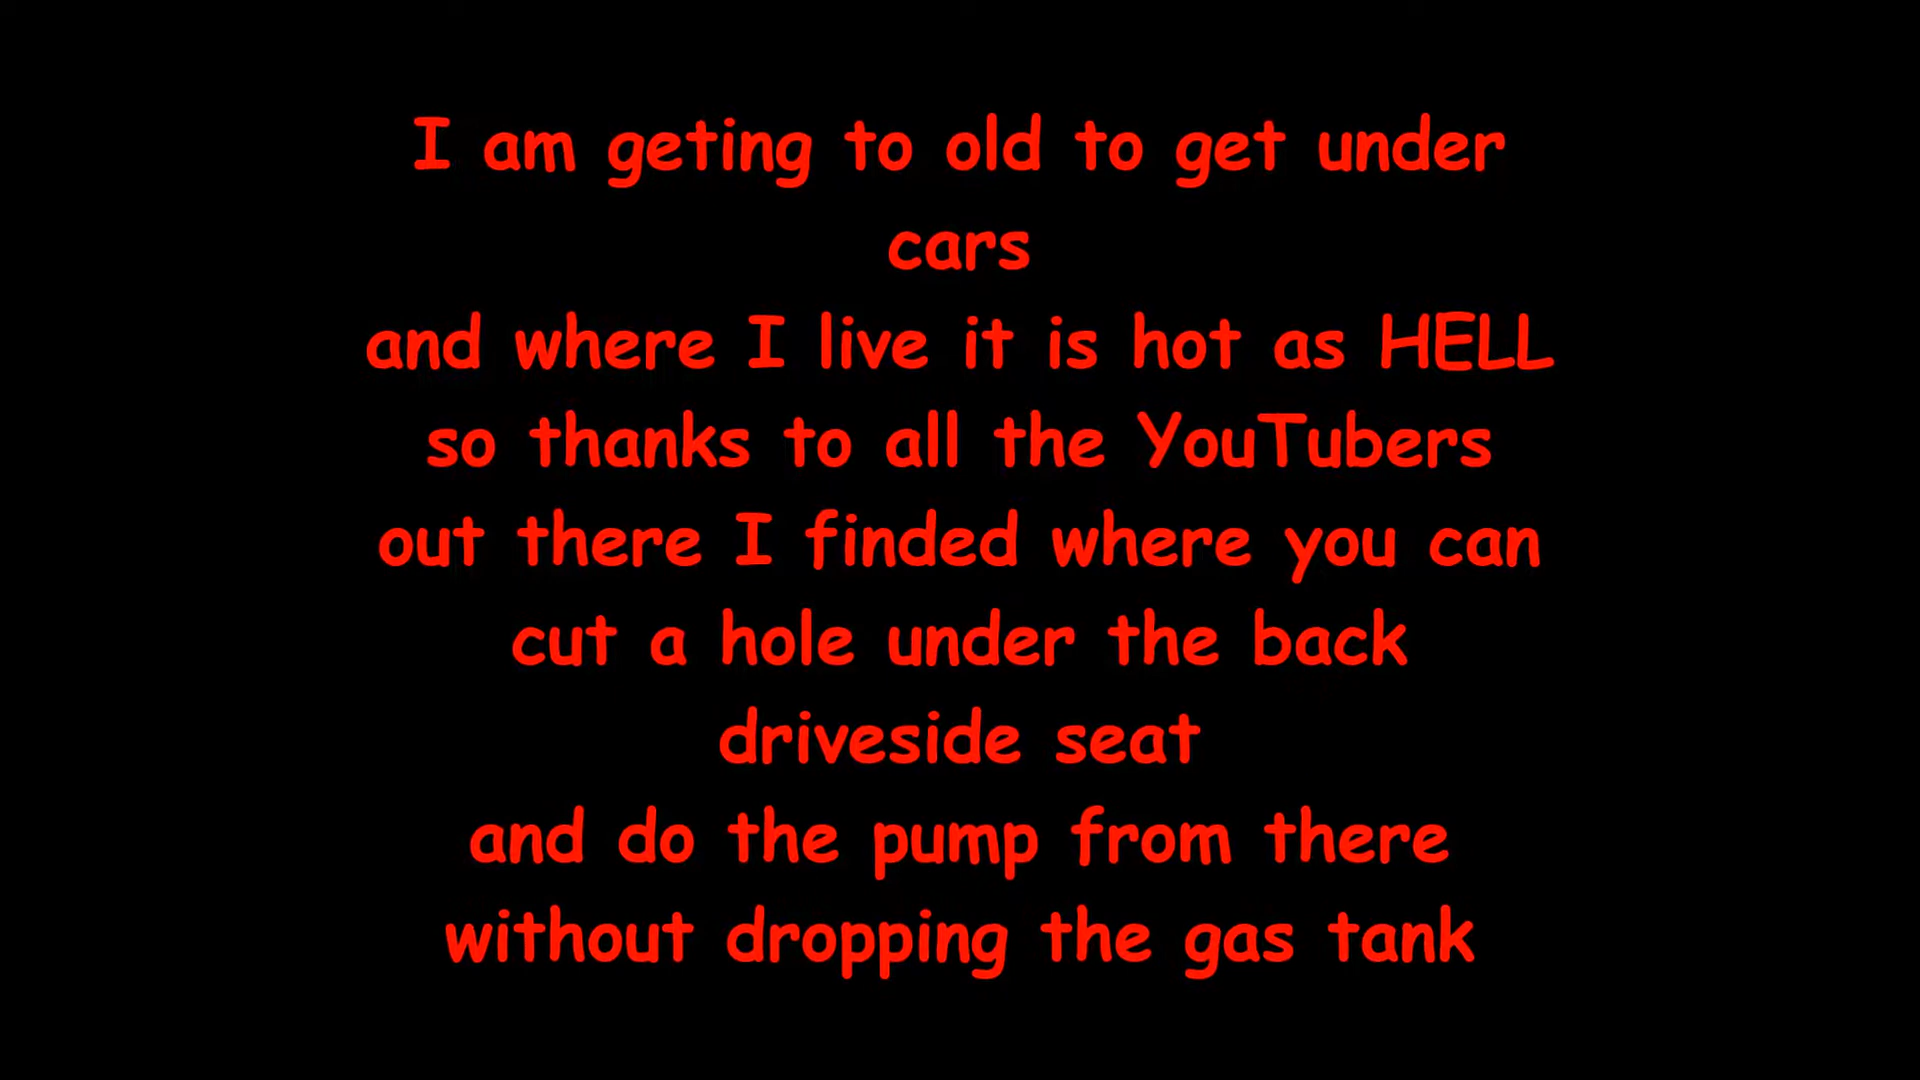 I am geting to old to get under
cars
and where I live it is hot as HELL
so thanks to all the YouTubers
out there I finded where you can
cut a hole under the back
driveside seat
and do the pump from there
without dropping the gas tank